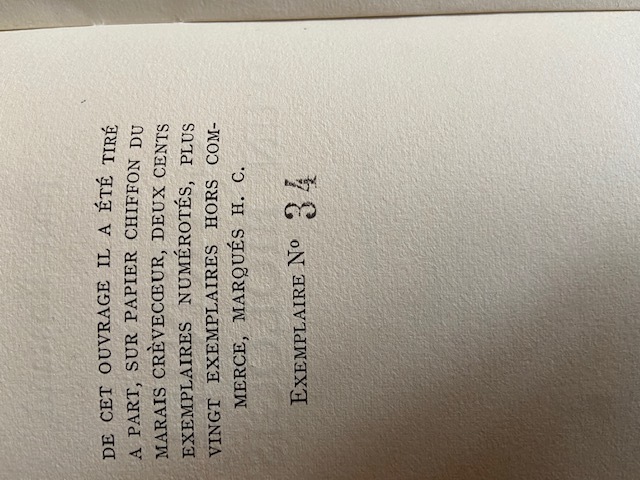 DE CET OUVRAGE IL A ÉTÉ TIRÉ
A PART, SUR PAPIER CHIFFON DU
MARAIS CRÈVECŒUR, DEUX CENTS
EXEMPLAIRES NUMÉROTÉS, PLUS
VINGT EXEMPLAIRES HORS COM-
MERCE, MARQUÉS H. C.
EXEMPLAIRE Nº 34